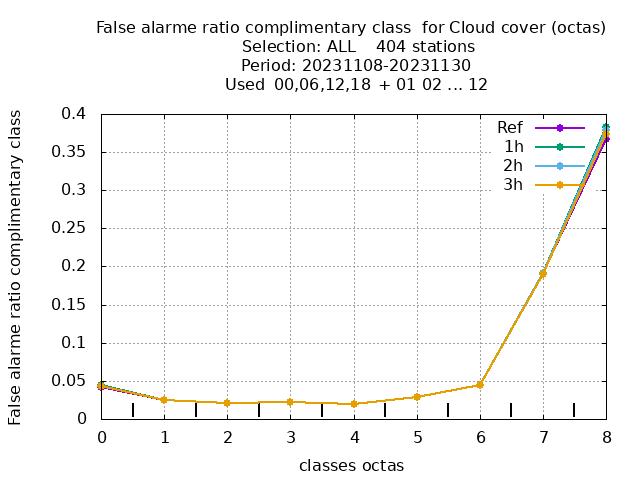 False alarme ratio complimentary class  for Cloud cover (octas)
Selection: ALL    404 stations
Period: 20231108-20231130
Used  00,06,12,18  + 01 02 ... 12
False alarme ratio complimentary class
0.4
0.35
0.3
0.25
0.2
0.15
0.1
0.05
0
Ref
1h
2h
3h
0 1 2 3 4 5 6 7 8
classes octas